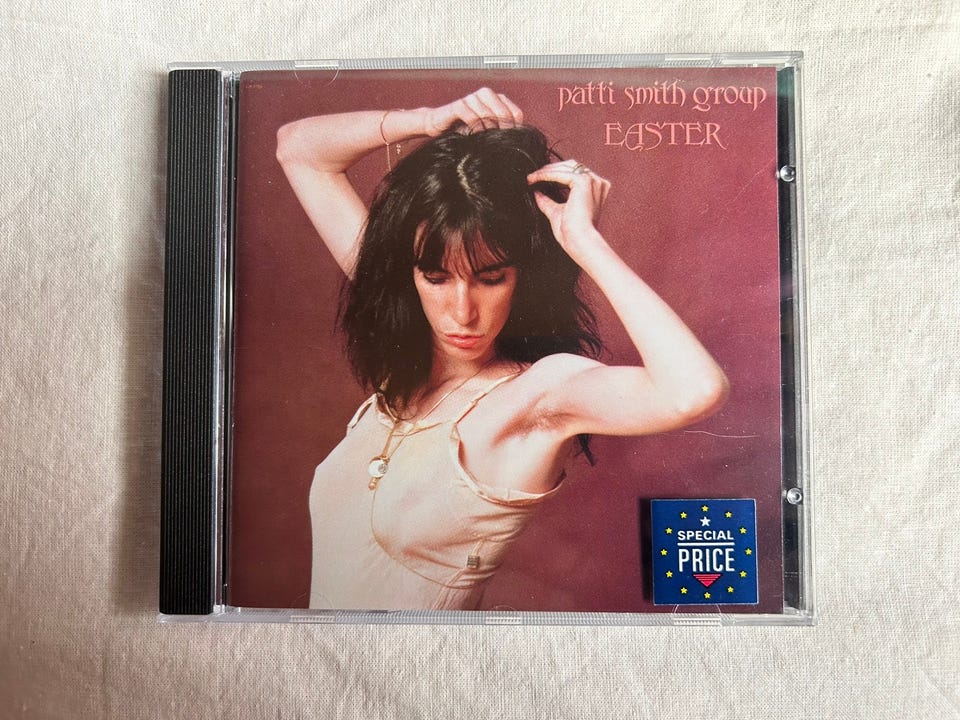 patti smith group
EASTER
SPECIAL
PRICE